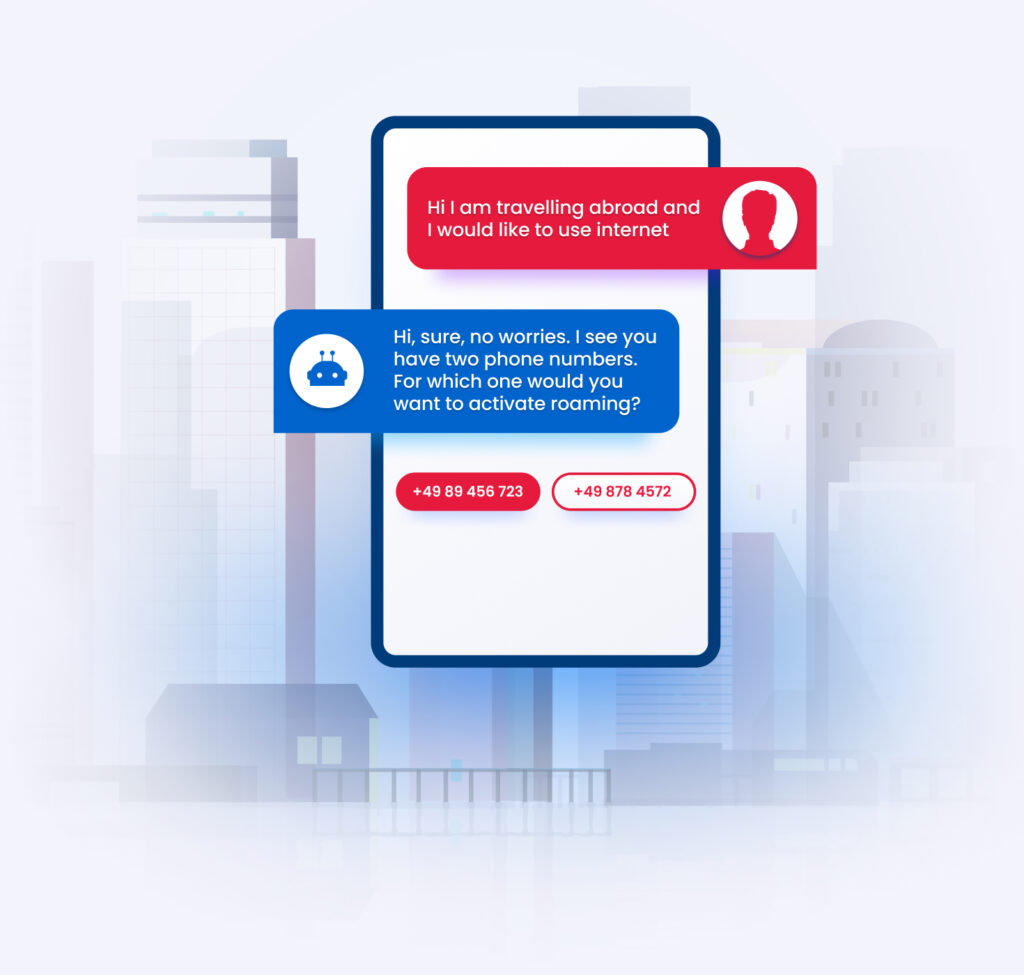 Hi I am travelling abroad and
I would like to use internet
Hi, sure, no worries. I see you
have two phone numbers.
For which one would you
want to activate roaming?
+49 89 456 723
+49 878 4572